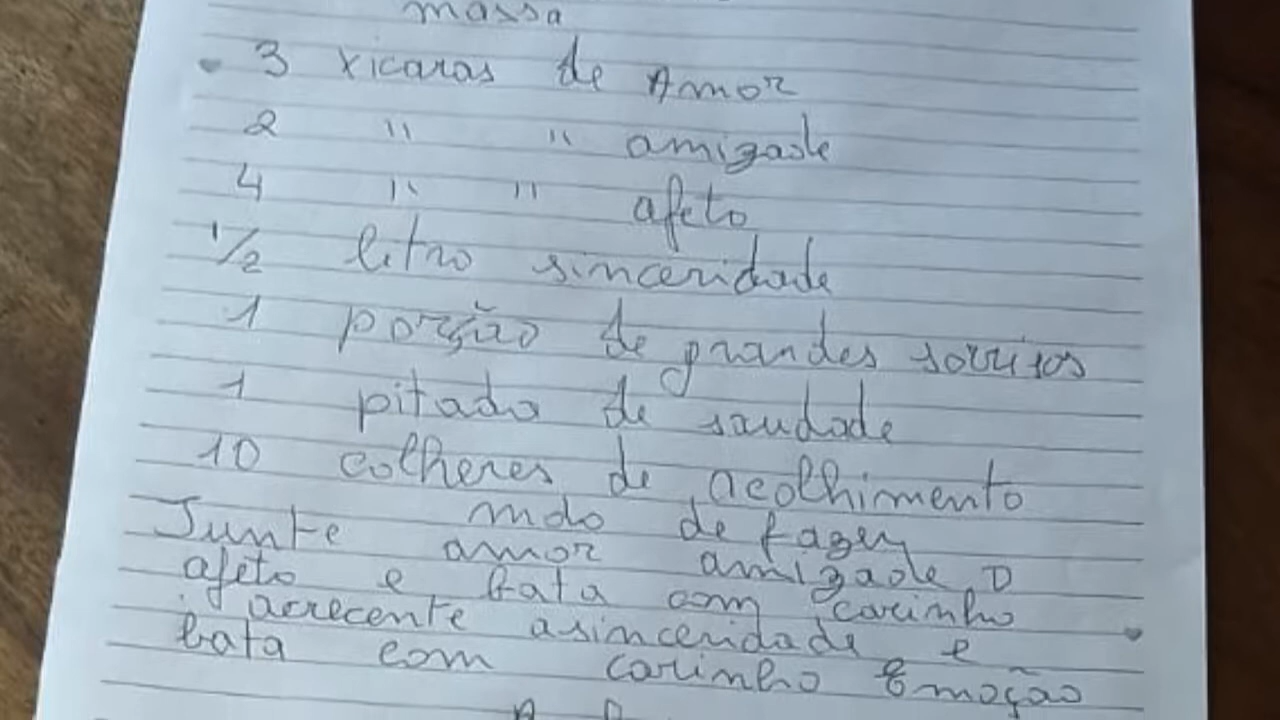 massa
3 xicaras de Amor
2 " " amizade
4 " " afeto
1/2 litro sinceridade
1 porção de grandes sorrisos
1 pitada de saudade
10 colheres de acolhimento
mdo de fazer
Junte amor amizade, o
afeto e bata com carinho
acrecente asinceridade e
bata com carinho Emoção